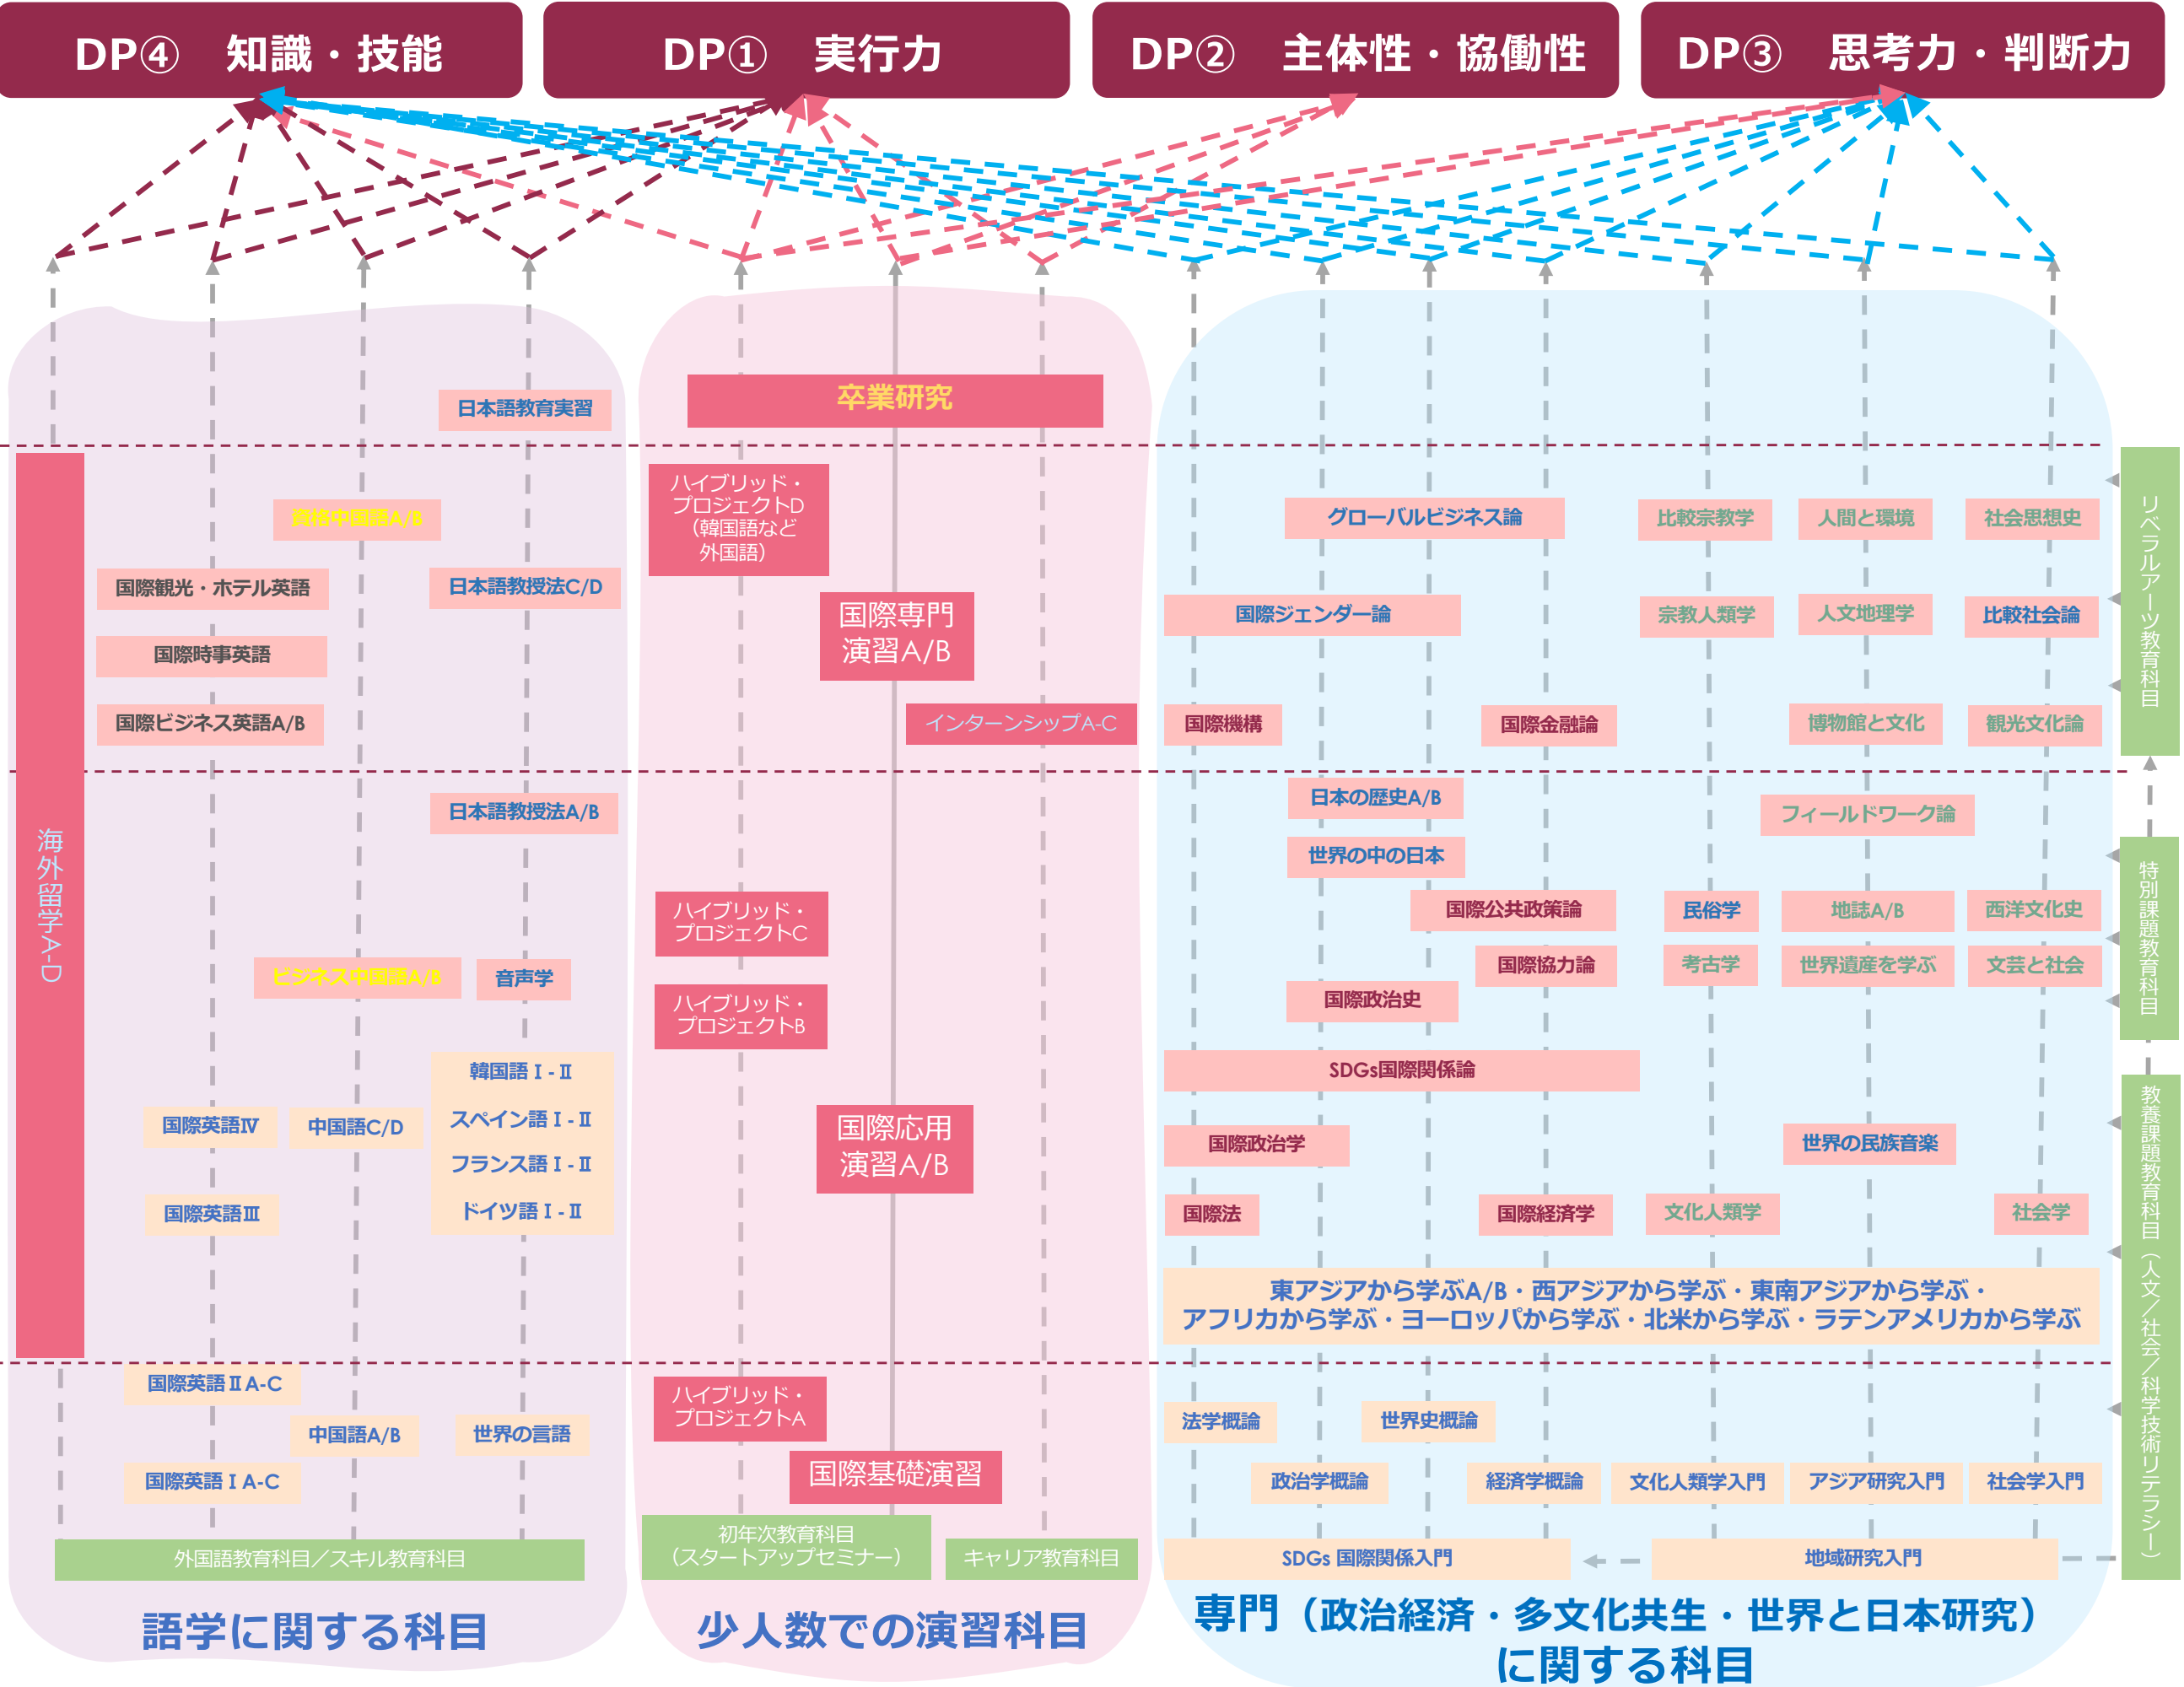 DP④　知識・技能
DP①　実行力
DP②　主体性・協働性
DP③　思考力・判断力
日本語教育実習
資格中国語A/B
国際観光・ホテル英語
日本語教授法C/D
国際時事英語
国際ビジネス英語A/B
海外留学A-D
日本語教授法A/B
ビジネス中国語A/B
音声学
韓国語Ⅰ-Ⅱ
スペイン語Ⅰ-Ⅱ
フランス語Ⅰ-Ⅱ
ドイツ語Ⅰ-Ⅱ
国際英語Ⅳ
中国語C/D
国際英語Ⅲ
国際英語ⅡA-C
中国語A/B
世界の言語
国際英語ⅠA-C
外国語教育科目／スキル教育科目
語学に関する科目
卒業研究
ハイブリッド・
プロジェクトD
（韓国語など
外国語）
国際専門
演習A/B
インターンシップA-C
ハイブリッド・
プロジェクトC
ハイブリッド・
プロジェクトB
国際応用
演習A/B
ハイブリッド・
プロジェクトA
国際基礎演習
初年次教育科目
（スタートアップセミナー）
キャリア教育科目
少人数での演習科目
グローバルビジネス論
比較宗教学
人間と環境
社会思想史
国際ジェンダー論
宗教人類学
人文地理学
比較社会論
国際機構
国際金融論
博物館と文化
観光文化論
日本の歴史A/B
フィールドワーク論
世界の中の日本
国際公共政策論
民俗学
地誌A/B
西洋文化史
国際協力論
考古学
世界遺産を学ぶ
文芸と社会
国際政治史
SDGs国際関係論
国際政治学
世界の民族音楽
国際法
国際経済学
文化人類学
社会学
東アジアから学ぶA/B・西アジアから学ぶ・東南アジアから学ぶ・
アフリカから学ぶ・ヨーロッパから学ぶ・北米から学ぶ・ラテンアメリカから学ぶ
法学概論
世界史概論
政治学概論
経済学概論
文化人類学入門
アジア研究入門
社会学入門
SDGs 国際関係入門
地域研究入門
専門（政治経済・多文化共生・世界と日本研究）
に関する科目
リベラルアーツ教育科目
特別課題教育科目
教養課題教育科目（人文／社会／科学技術リテラシー）